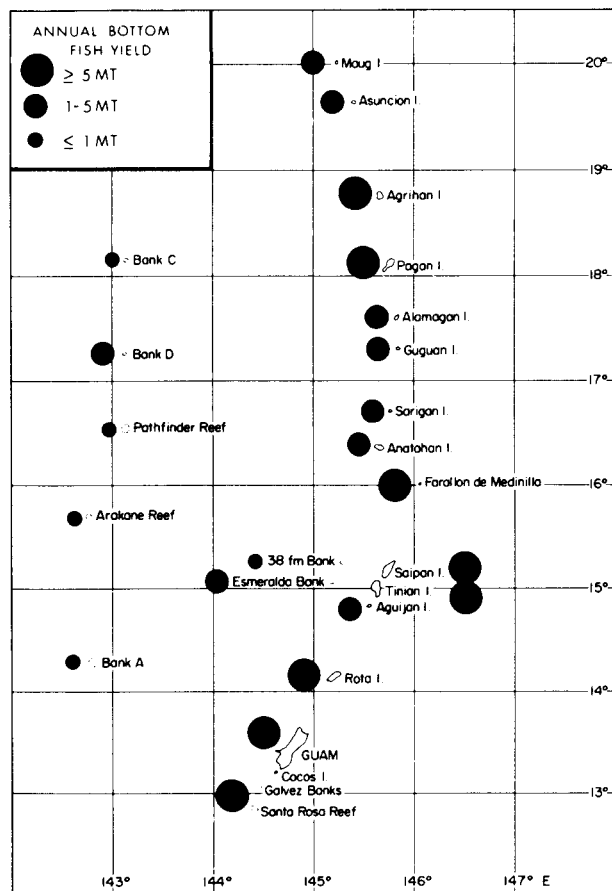 ANNUAL BOTTOM
FISH YIELD
≥ 5 MT
1-5 MT
≤ 1 MT
Maug I.
20°
Asuncion I.
19°
Agrihan I.
Bank C
Pagan I.
18°
Alamagan I.
Bank D
Guguan I.
17°
Sarigan I.
Pathfinder Reef
Anatahan I.
16°
Farallon de Medinilla
Arakane Reef
38 fm Bank
Saipan I.
Esmeralda Bank
Tinian I.
15°
Aguijan I.
Bank A
Rota I.
14°
GUAM
Cocos I.
Galvez Banks
13°
Santa Rosa Reef
143° 144° 145° 146° 147° E